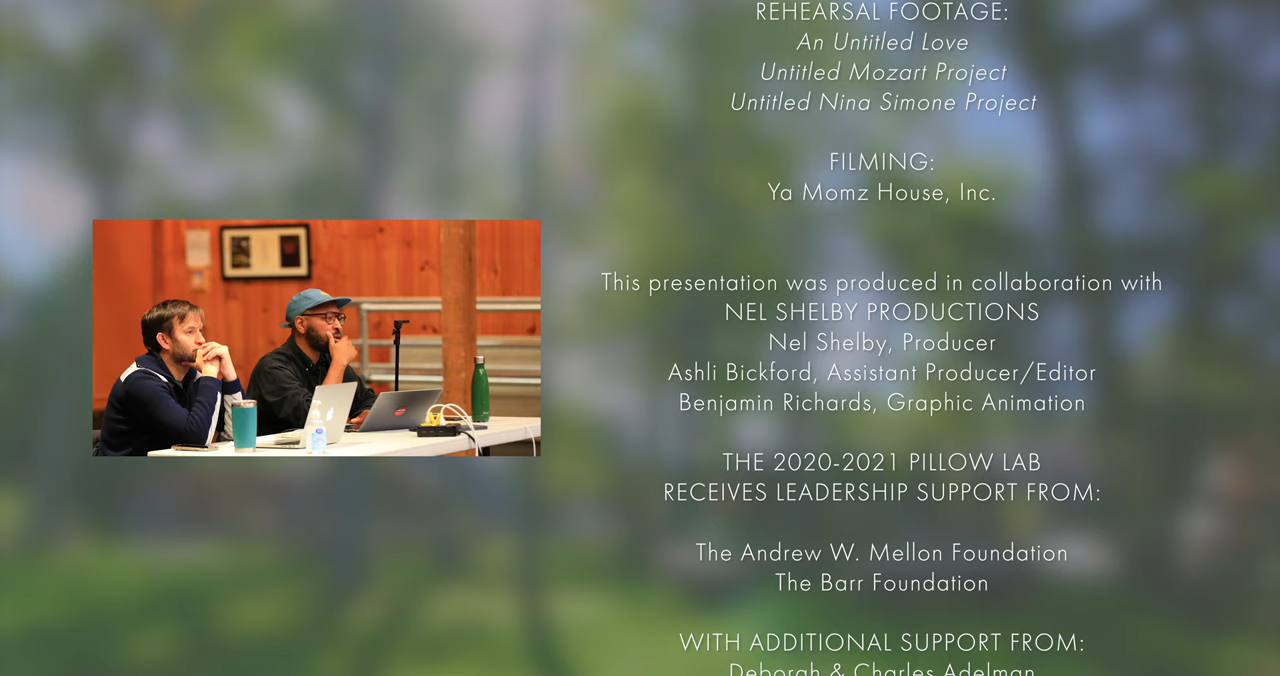 REHEARSAL FOOTAGE:
An Untitled Love
Untitled Mozart Project
Untitled Nina Simone Project
FILMING:
Ya Momz House, Inc.
This presentation was produced in collaboration with
NEL SHELBY PRODUCTIONS
Nel Shelby, Producer
Ashli Bickford, Assistant Producer/Editor
Benjamin Richards, Graphic Animation
THE 2020-2021 PILLOW LAB
RECEIVES LEADERSHIP SUPPORT FROM:
The Andrew W. Mellon Foundation
The Barr Foundation
WITH ADDITIONAL SUPPORT FROM:
Deborah & Charles Adelman